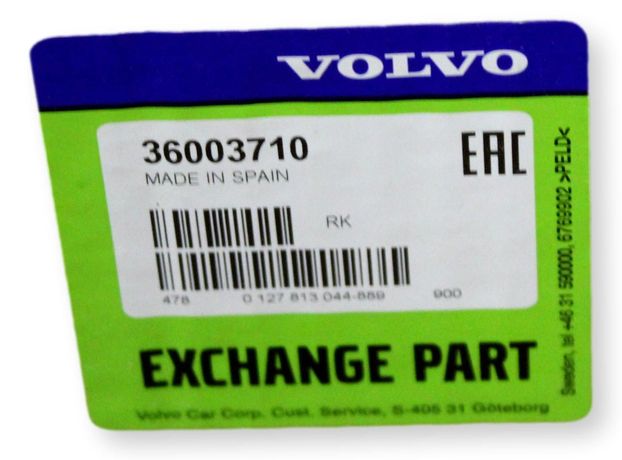 VOLVO
36003710
EAC
MADE IN SPAIN
RK
478 0 127 813 044-889 900
EXCHANGE PART
Volvo Car Corp. Cust. Service, S-405 31 Göteborg
Sweden, tel +46 31 590000, 6769902 >PELD<